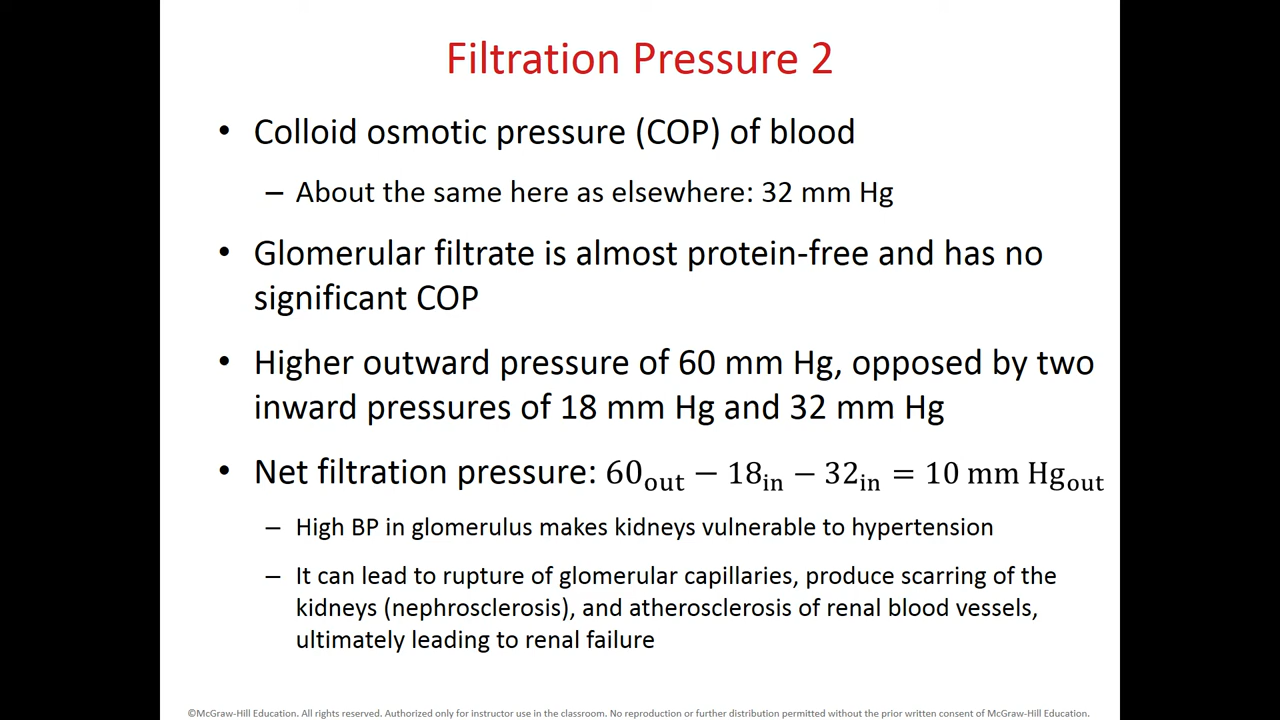 Filtration Pressure 2
• Colloid osmotic pressure (COP) of blood
– About the same here as elsewhere: 32 mm Hg
• Glomerular filtrate is almost protein-free and has no
significant COP
• Higher outward pressure of 60 mm Hg, opposed by two
inward pressures of 18 mm Hg and 32 mm Hg
• Net filtration pressure: 60out − 18in − 32in = 10 mm Hgout
– High BP in glomerulus makes kidneys vulnerable to hypertension
– It can lead to rupture of glomerular capillaries, produce scarring of the
kidneys (nephrosclerosis), and atherosclerosis of renal blood vessels,
ultimately leading to renal failure
©McGraw-Hill Education. All rights reserved. Authorized only for instructor use in the classroom. No reproduction or further distribution permitted without the prior written consent of McGraw-Hill Education.